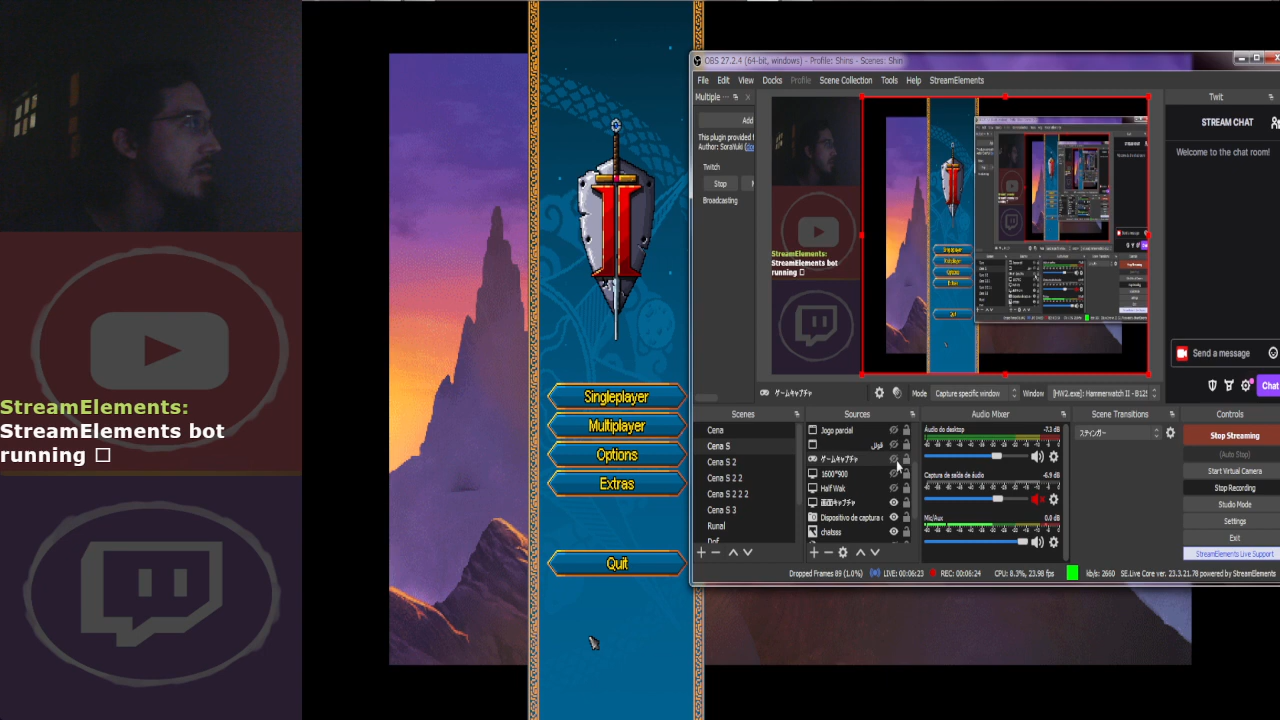 StreamElements:
StreamElements bot
running □
II
Singleplayer
Multiplayer
Options
Extras
Quit
OBS 27.2.4 (64-bit, windows) - Profile: Shins - Scenes: Shin
File Edit View Docks Profile Scene Collection Tools Help StreamElements
Multiple ···
Add
This plugin provided
Author: SoraYuki
Twitch
Stop
Broadcasting
StreamElements:
StreamElements bot
running □
Twit
STREAM CHAT
Welcome to the chat room!
Send a message
Chat
ゲームキャプチャ
Mode Capture specific window
Window [HW2.exe]: Hammerwatch II - B12
Scenes
Cena
Cena S
Cena S 2
Cena S 2 2
Cena S 2 2 2
Cena S 3
Runal
Sources
Jogo parcial
ゲームキャプチャ
1600*900
Half Wak
画面キャプチャ
Dispositivo de captura
chatsss
Audio Mixer
Áudio do desktop -7.3 dB
Captura de saída de áudio -6.9 dB
Mic/Aux 0.0 dB
Scene Transitions
スティンガー
Controls
Stop Streaming
(Auto Stop)
Start Virtual Camera
Stop Recording
Studio Mode
Settings
Exit
StreamElements Live Support
Dropped Frames 89 (1.0%) LIVE: 00:06:23 REC: 00:06:24 CPU: 8.3%, 23.98 fps kb/s: 2660 SE.Live Core ver. 23.3.21.78 powered by StreamElements